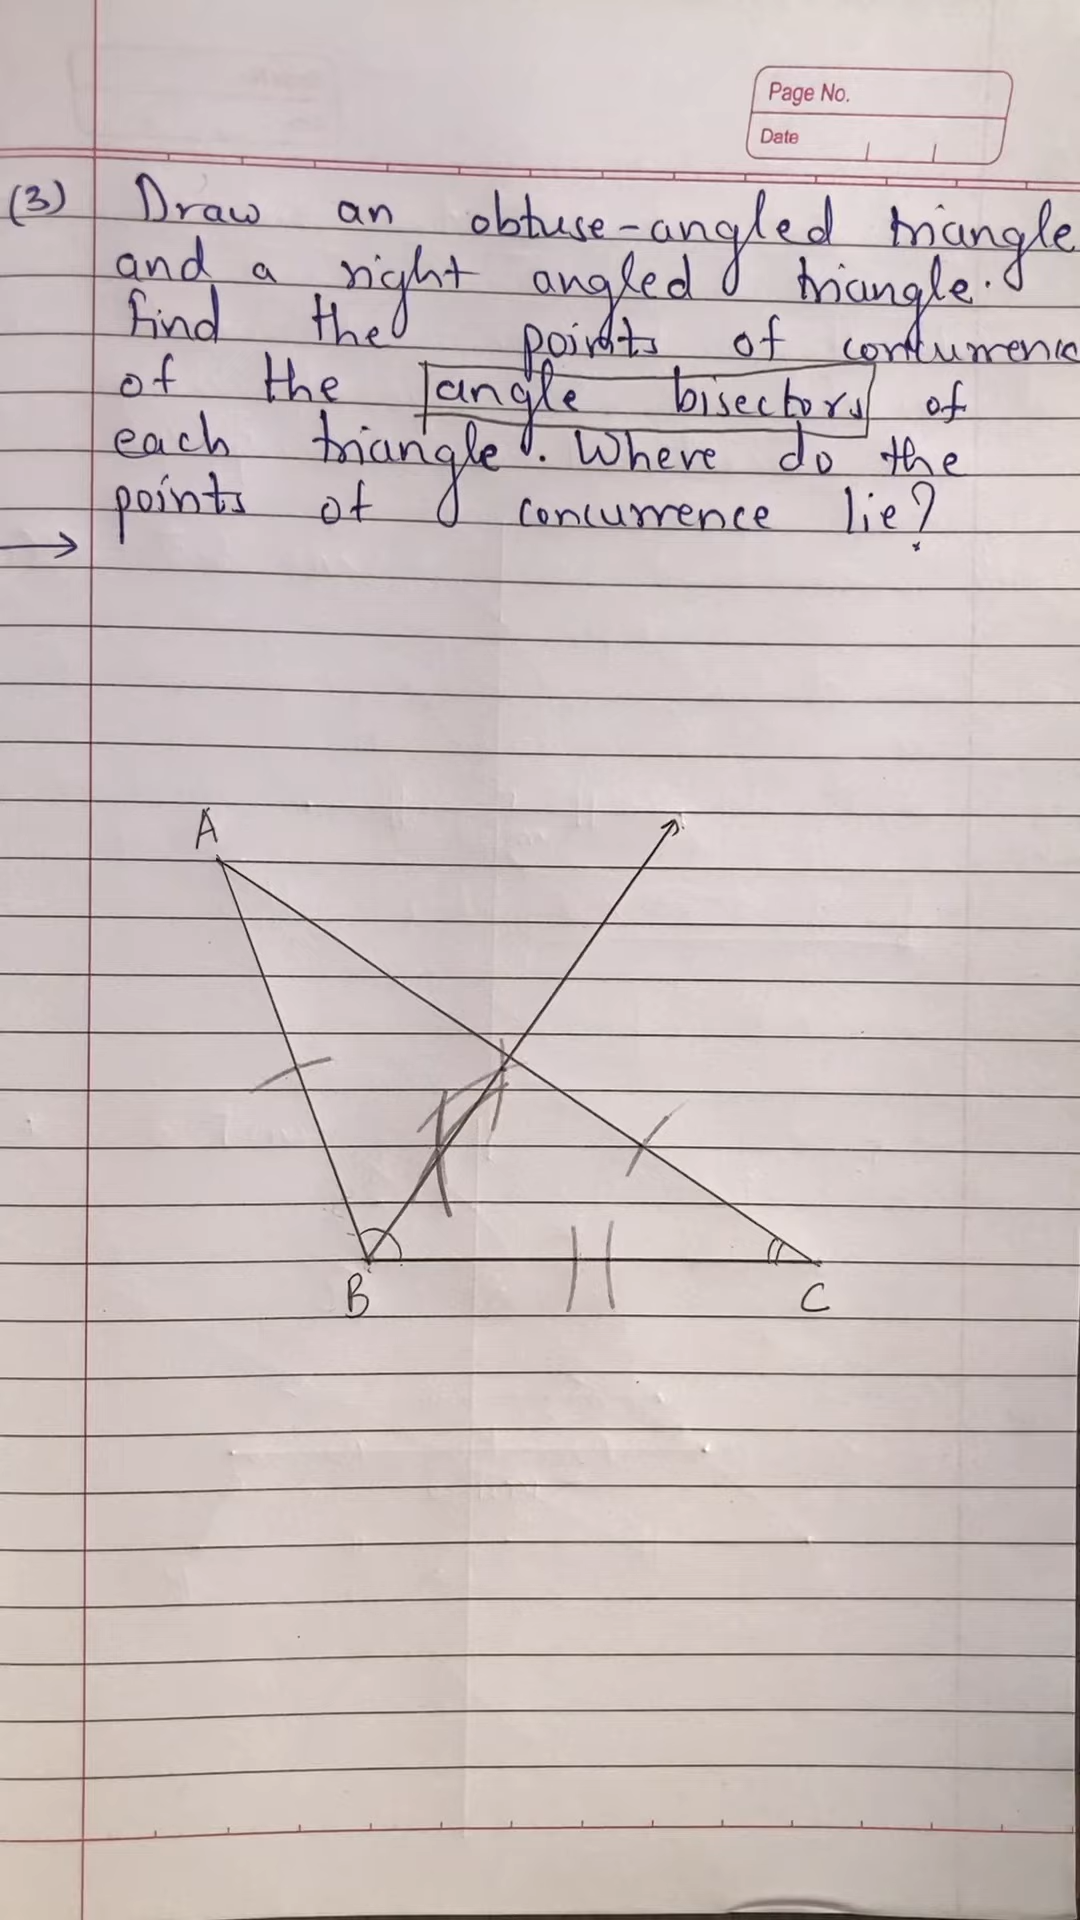 Page No.
Date
(3) Draw an obtuse-angled triangle
and a right angled triangle.
find the points of concurrenc
of the angle bisectors of
each triangle. Where do the
points of concurrence lie?
A
B
C